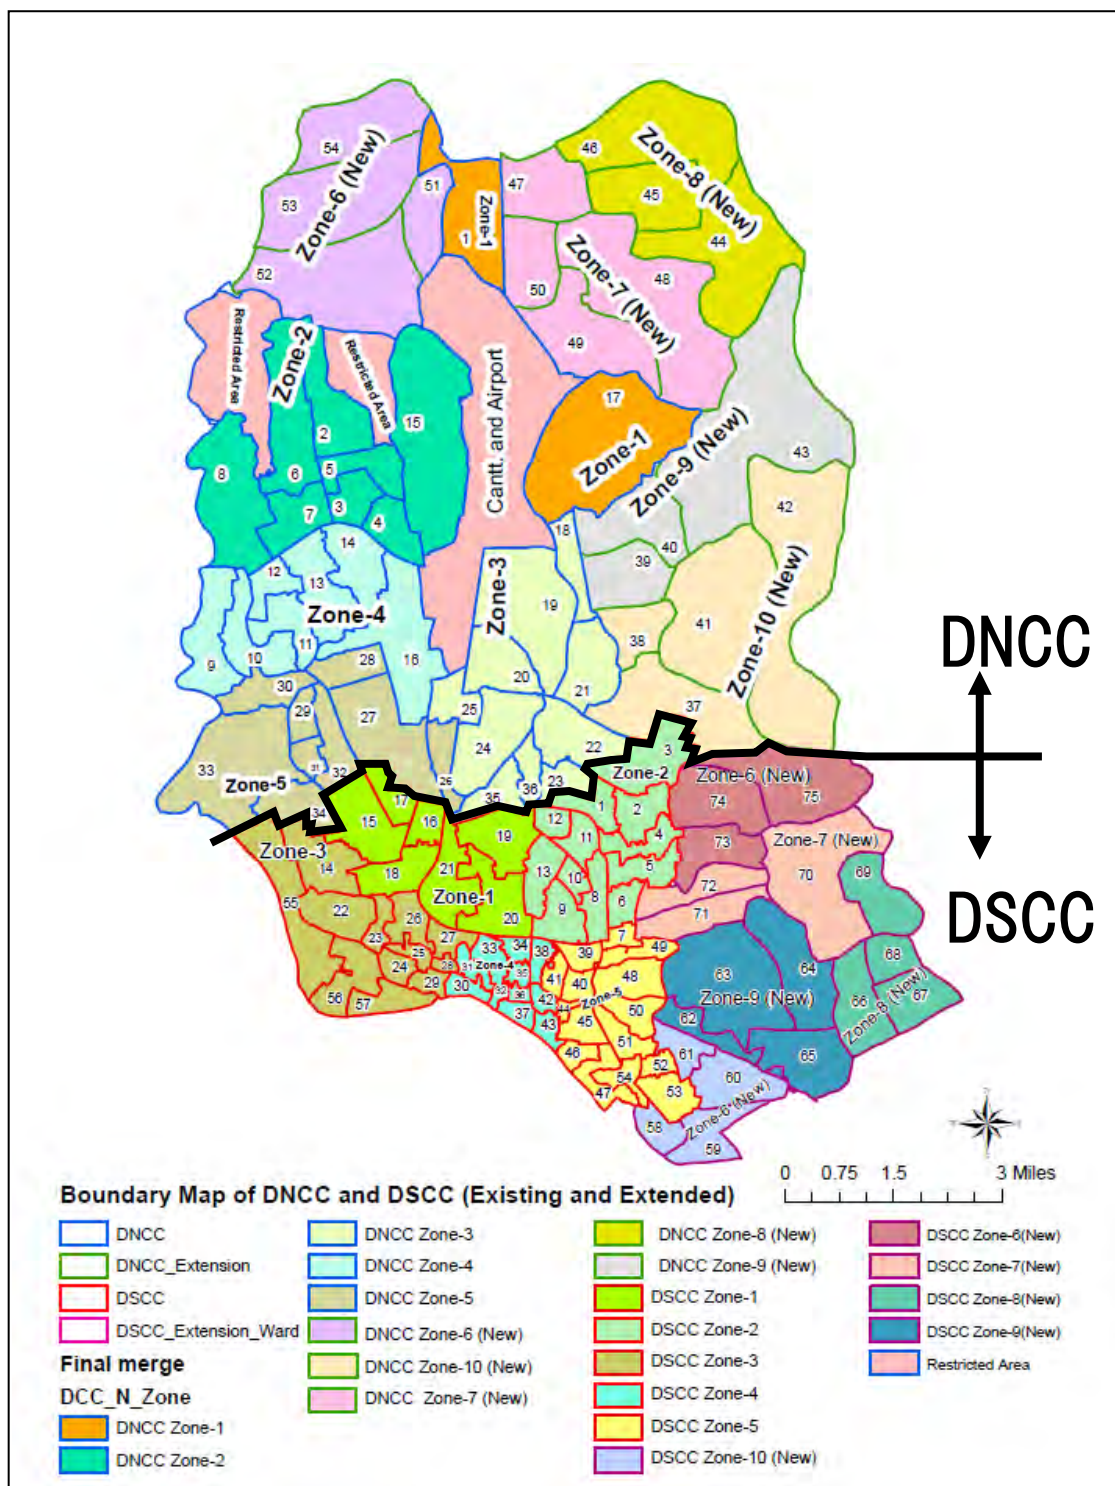 54
Zone-6 (New)
53
52
51
1
Zone-1
47
46
Zone-8 (New)
45
44
50
Zone-7 (New)
48
49
Restricted Area
Zone-2
Restricted Area
15
Cantt. and Airport
17
Zone-1
8
2
5
6
7
3
4
Zone-9 (New)
43
42
18
40
39
14
12
13
Zone-4
11
10
9
16
Zone-3
19
20
21
38
41
Zone-10 (New)
37
DNCC
28
30
29
27
25
24
22
31
32
33
Zone-5
26
35
36
23
34
3
Zone-2
Zone-6 (New)
74
75
17
15
16
19
12
1
2
11
4
73
Zone-7 (New)
Zone-3
14
18
21
13
10
5
72
70
69
DSCC
Zone-1
20
9
8
6
71
55
22
26
23
27
25
24
28
29
56
57
33
34
38
31
Zone-4
35
30
32
36
37
42
43
7
39
49
41
40
48
Zone-5
44
50
45
51
46
52
54
47
53
63
64
Zone-9 (New)
68
66
67
Zone-8 (New)
62
65
61
60
Zone-6 (New)
58
59
0 0.75 1.5 3 Miles
Boundary Map of DNCC and DSCC (Existing and Extended)
DNCC
DNCC_Extension
DSCC
DSCC_Extension_Ward
Final merge
DCC_N_Zone
DNCC Zone-1
DNCC Zone-2
DNCC Zone-3
DNCC Zone-4
DNCC Zone-5
DNCC Zone-6 (New)
DNCC Zone-10 (New)
DNCC Zone-7 (New)
DNCC Zone-8 (New)
DNCC Zone-9 (New)
DSCC Zone-1
DSCC Zone-2
DSCC Zone-3
DSCC Zone-4
DSCC Zone-5
DSCC Zone-10 (New)
DSCC Zone-6(New)
DSCC Zone-7(New)
DSCC Zone-8(New)
DSCC Zone-9(New)
Restricted Area